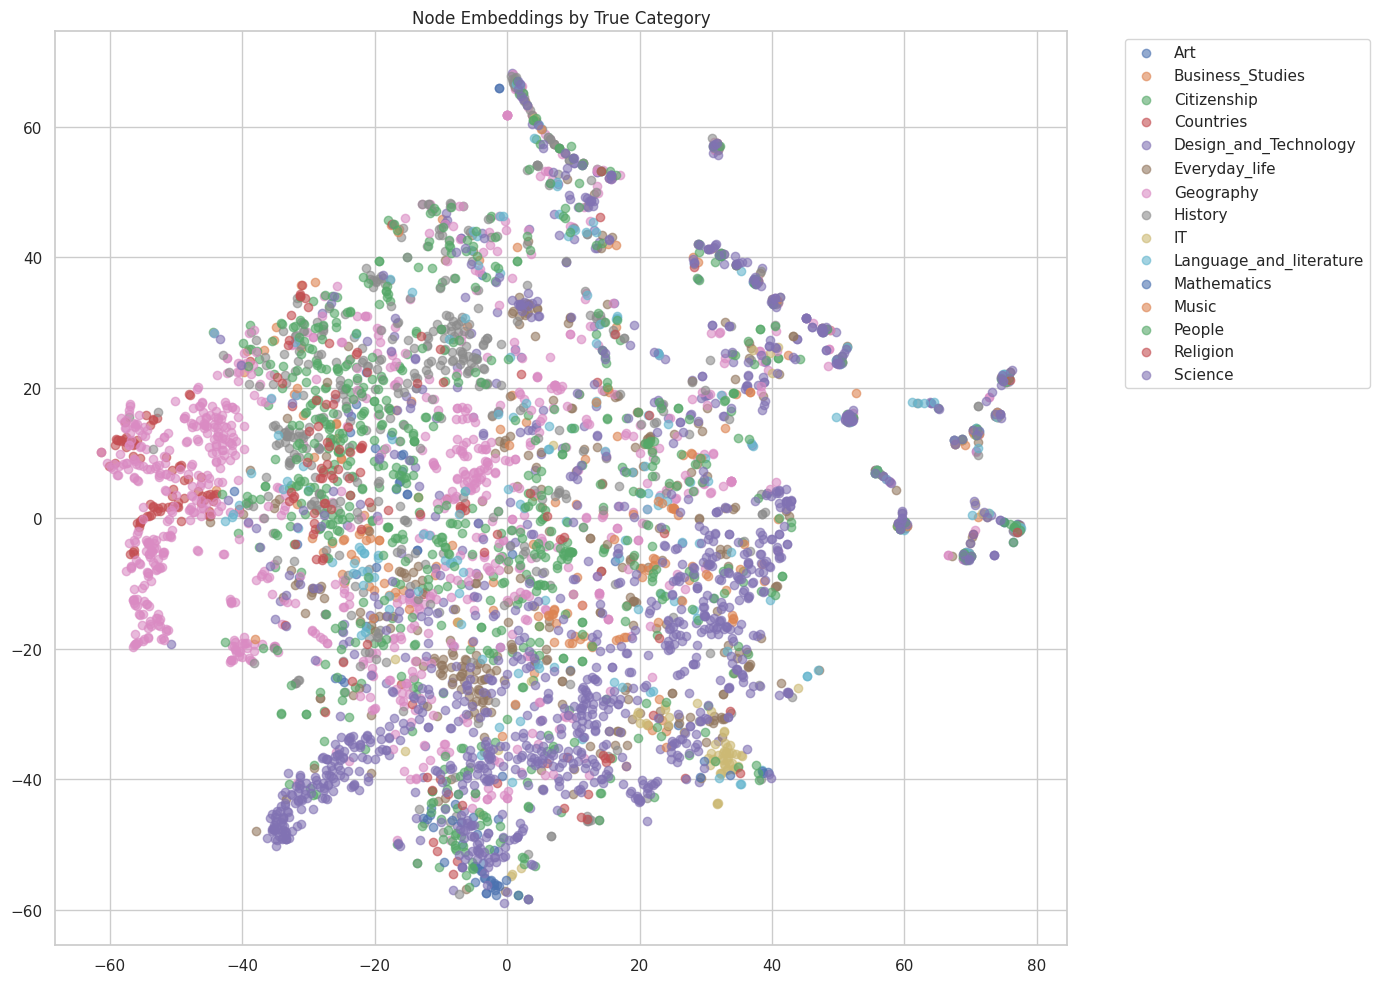 Node Embeddings by True Category
60
40
20
0
−20
−40
−60
−60
−40
−20
0
20
40
60
80
Art
Business_Studies
Citizenship
Countries
Design_and_Technology
Everyday_life
Geography
History
IT
Language_and_literature
Mathematics
Music
People
Religion
Science